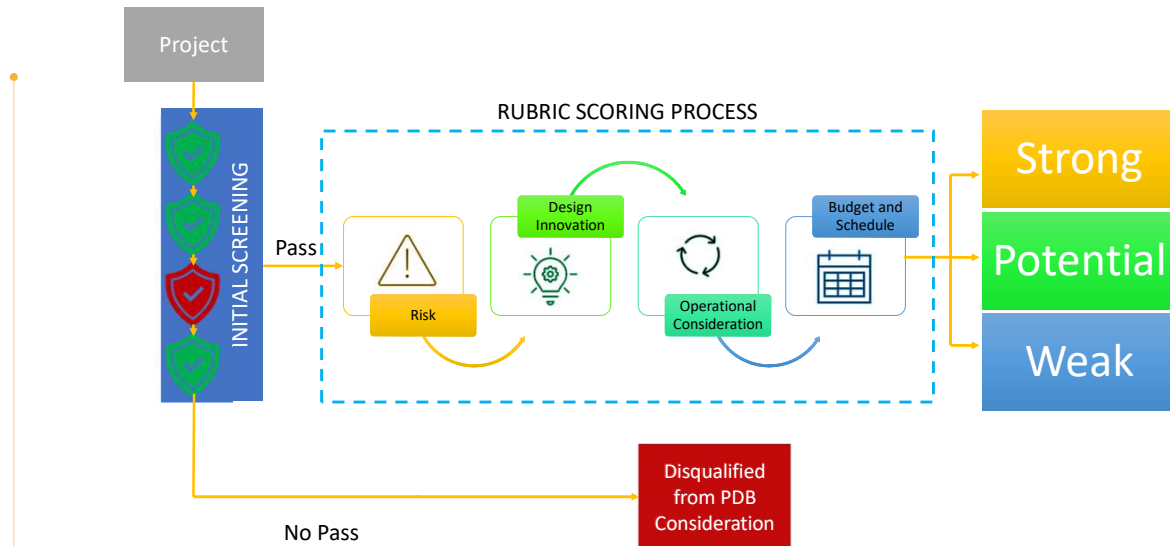 Project
INITIAL SCREENING
Pass
RUBRIC SCORING PROCESS
Risk
Design
Innovation
Operational
Consideration
Budget and
Schedule
Strong
Potential
Weak
No Pass
Disqualified
from PDB
Consideration